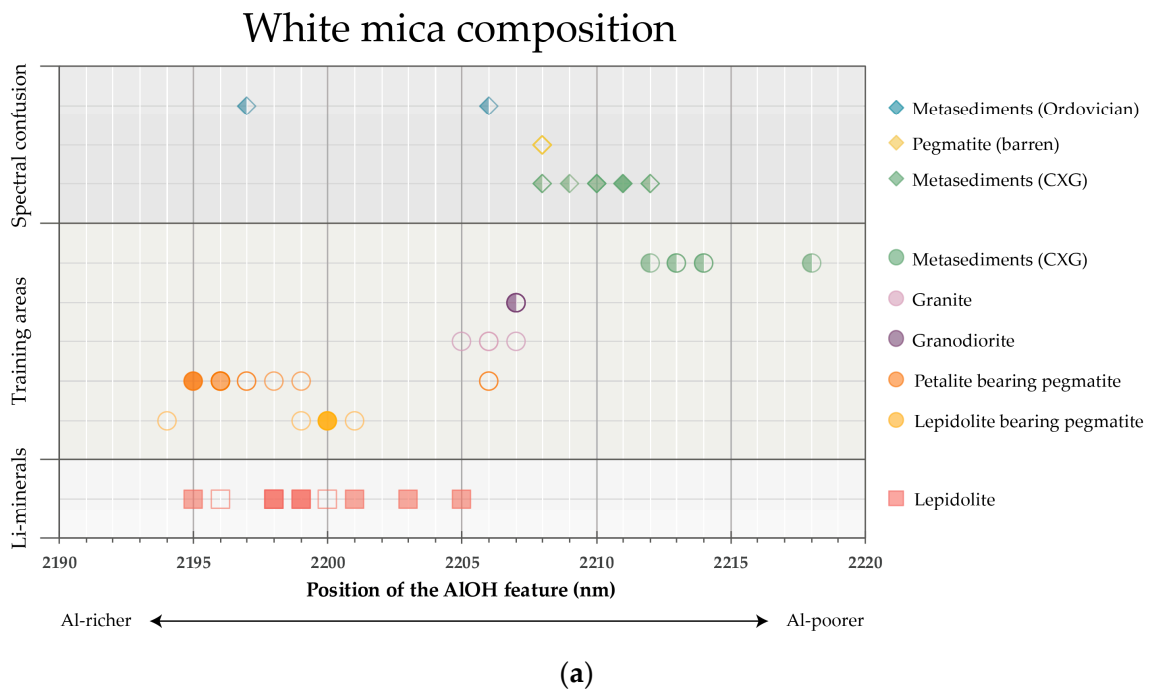 White mica composition
Spectral confusion
Training areas
Li-minerals
Metasediments (Ordovician)
Pegmatite (barren)
Metasediments (CXG)
Metasediments (CXG)
Granite
Granodiorite
Petalite bearing pegmatite
Lepidolite bearing pegmatite
Lepidolite
2190 2195 2200 2205 2210 2215 2220
Position of the AlOH feature (nm)
Al-richer Al-poorer
(a)